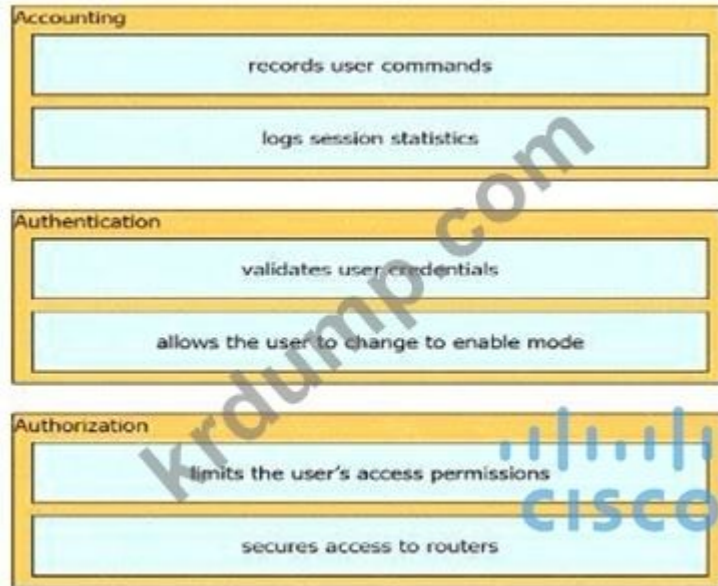 Accounting
records user commands
logs session statistics
Authentication
validates user credentials
allows the user to change to enable mode
Authorization
limits the user's access permissions
secures access to routers
krdump.com
CISCO